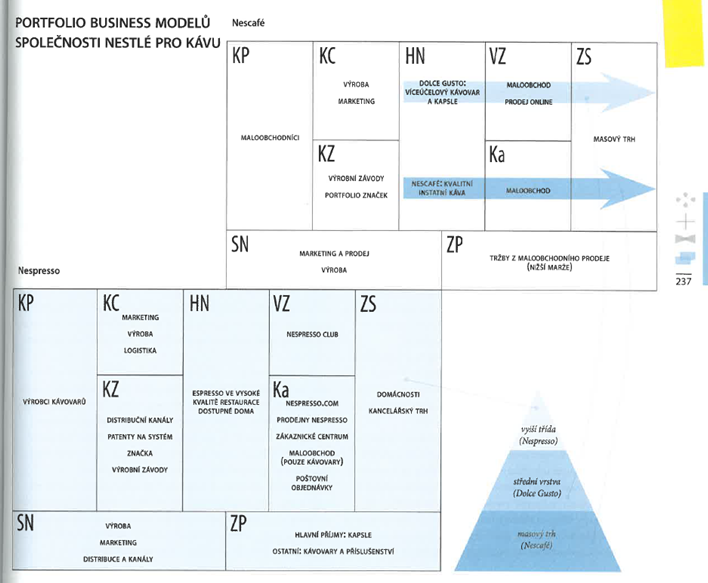 PORTFOLIO BUSINESS MODELŮ
SPOLEČNOSTI NESTLÉ PRO KÁVU
Nescafé
KP
MALOOBCHODNÍCI
KC
VÝROBA
MARKETING
KZ
VÝROBNÍ ZÁVODY
PORTFOLIO ZNAČEK
HN
DOLCE GUSTO:
VÍCEÚČELOVÝ KÁVOVAR
A KAPSLE
NESCAFÉ: KVALITNÍ
INSTATNÍ KÁVA
VZ
MALOOBCHOD
PRODEJ ONLINE
Ka
MALOOBCHOD
ZS
MASOVÝ TRH
SN
MARKETING A PRODEJ
VÝROBA
ZP
TRŽBY Z MALOOBCHODNÍHO PRODEJE
(NIŽŠÍ MARŽE)
237
Nespresso
KP
VÝROBCI KÁVOVARŮ
KC
MARKETING
VÝROBA
LOGISTIKA
KZ
DISTRIBUČNÍ KANÁLY
PATENTY NA SYSTÉM
ZNAČKA
VÝROBNÍ ZÁVODY
HN
ESPRESSO VE VYSOKÉ
KVALITĚ RESTAURACE
DOSTUPNÉ DOMA
VZ
NESPRESSO CLUB
Ka
NESPRESSO.COM
PRODEJNY NESPRESSO
ZÁKAZNICKÉ CENTRUM
MALOOBCHOD
(POUZE KÁVOVARY)
POŠTOVNÍ
OBJEDNÁVKY
ZS
DOMÁCNOSTI
KANCELÁŘSKÝ TRH
SN
VÝROBA
MARKETING
DISTRIBUCE A KANÁLY
ZP
HLAVNÍ PŘÍJMY: KAPSLE
OSTATNÍ: KÁVOVARY A PŘÍSLUŠENSTVÍ
vyšší třída
(Nespresso)
střední vrstva
(Dolce Gusto)
masový trh
(Nescafé)